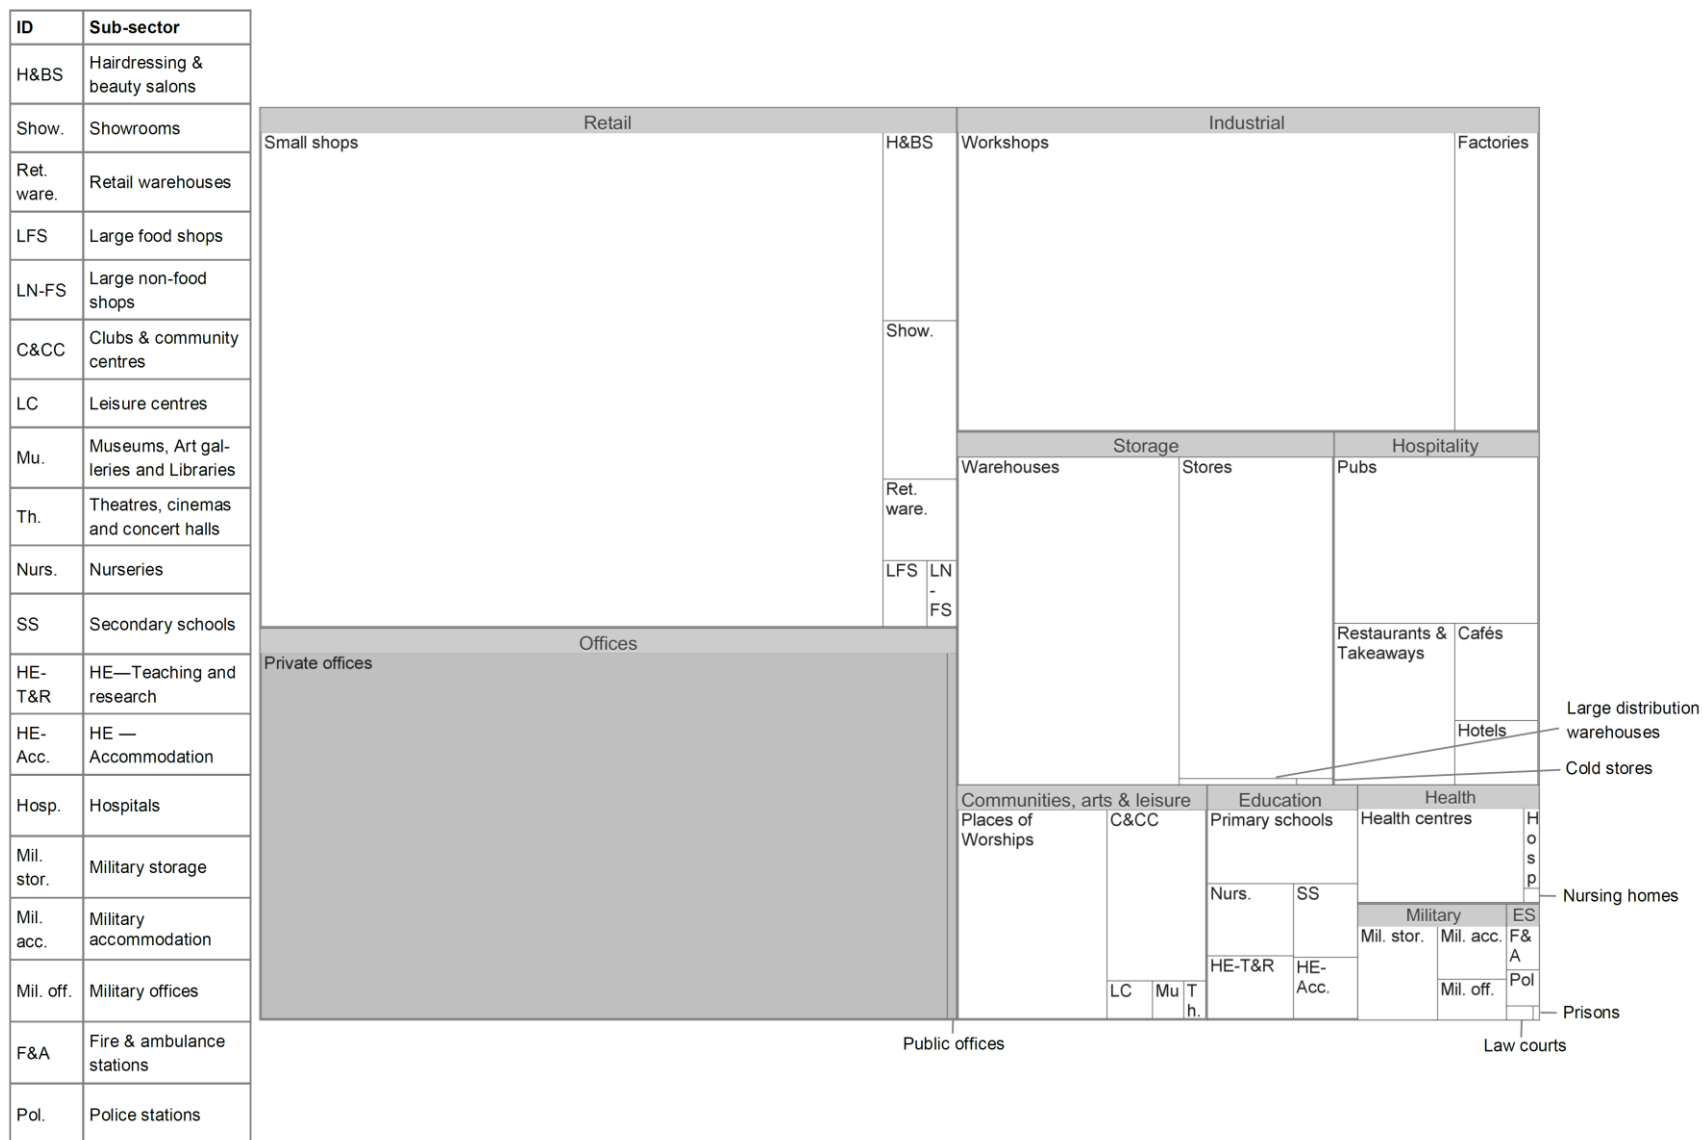 ID Sub-sector
H&BS Hairdressing &
beauty salons
Show. Showrooms
Ret.
ware. Retail warehouses
LFS Large food shops
LN-FS Large non-food
shops
C&CC Clubs & community
centres
LC Leisure centres
Mu. Museums, Art gal-
leries and Libraries
Th. Theatres, cinemas
and concert halls
Nurs. Nurseries
SS Secondary schools
HE-
T&R HE—Teaching and
research
HE-
Acc. HE —
Accommodation
Hosp. Hospitals
Mil.
stor. Military storage
Mil.
acc. Military
accommodation
Mil. off. Military offices
F&A Fire & ambulance
stations
Pol. Police stations
Retail
Small shops
H&BS
Show.
Ret.
ware.
LFS
LN
-
FS
Offices
Private offices
Public offices
Industrial
Workshops
Factories
Storage
Warehouses
Stores
Large distribution
warehouses
Cold stores
Hospitality
Pubs
Restaurants &
Takeaways
Cafés
Hotels
Communities, arts & leisure
Places of
Worships
C&CC
LC
Mu
T
h.
Education
Primary schools
Nurs.
SS
HE-T&R
HE-
Acc.
Health
Health centres
H
o
s
p
Nursing homes
Military
Mil. stor.
Mil. acc.
Mil. off.
ES
F&
A
Pol
Prisons
Law courts